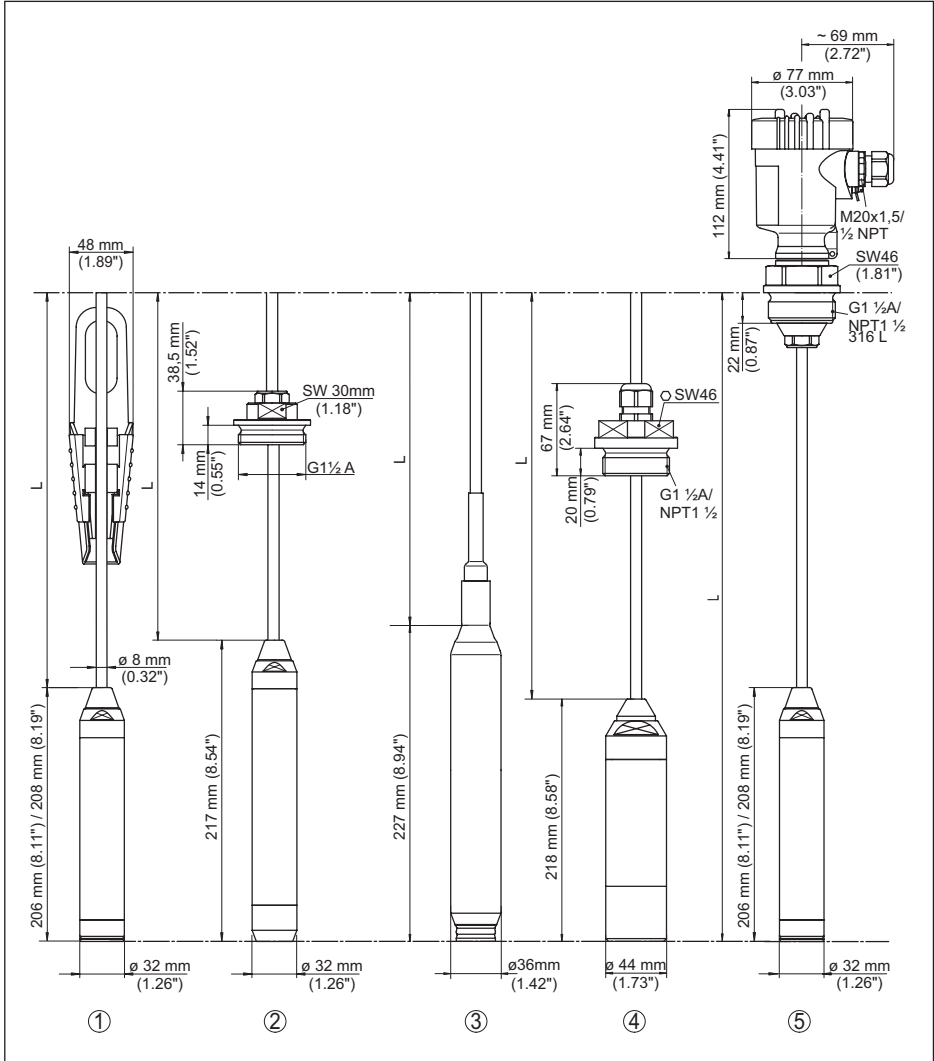 ~ 69 mm
(2.72")
ø 77 mm
(3.03")
112 mm (4.41")
M20x1,5/
½ NPT
SW46
(1.81")
G1 ½A/
NPT1 ½
316 L
22 mm
(0.87")
48 mm
(1.89")
L
ø 8 mm
(0.32")
206 mm (8.11") / 208 mm (8.19")
ø 32 mm
(1.26")
1
38,5 mm
(1.52")
SW 30mm
(1.18")
14 mm
(0.55")
G1½ A
L
217 mm (8.54")
ø 32 mm
(1.26")
2
L
227 mm (8.94")
ø36mm
(1.42")
3
67 mm
(2.64")
SW46
20 mm
(0.79")
G1 ½A/
NPT1 ½
L
218 mm (8.58")
ø 44 mm
(1.73")
4
L
206 mm (8.11") / 208 mm (8.19")
ø 32 mm
(1.26")
5